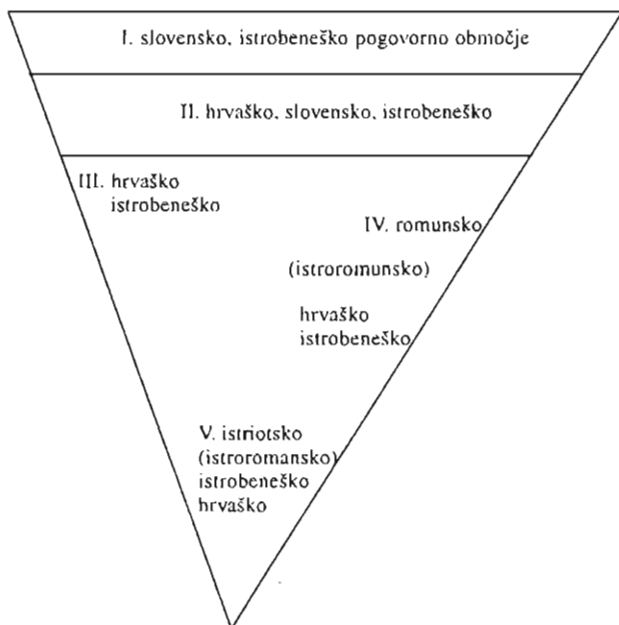 I. slovensko, istrobeneško pogovorno območje
II. hrvaško, slovensko, istrobeneško
III. hrvaško
istrobeneško
IV. romunsko
(istroromunsko)
hrvaško
istrobeneško
V. istriotsko
(istroromansko)
istrobeneško
hrvaško